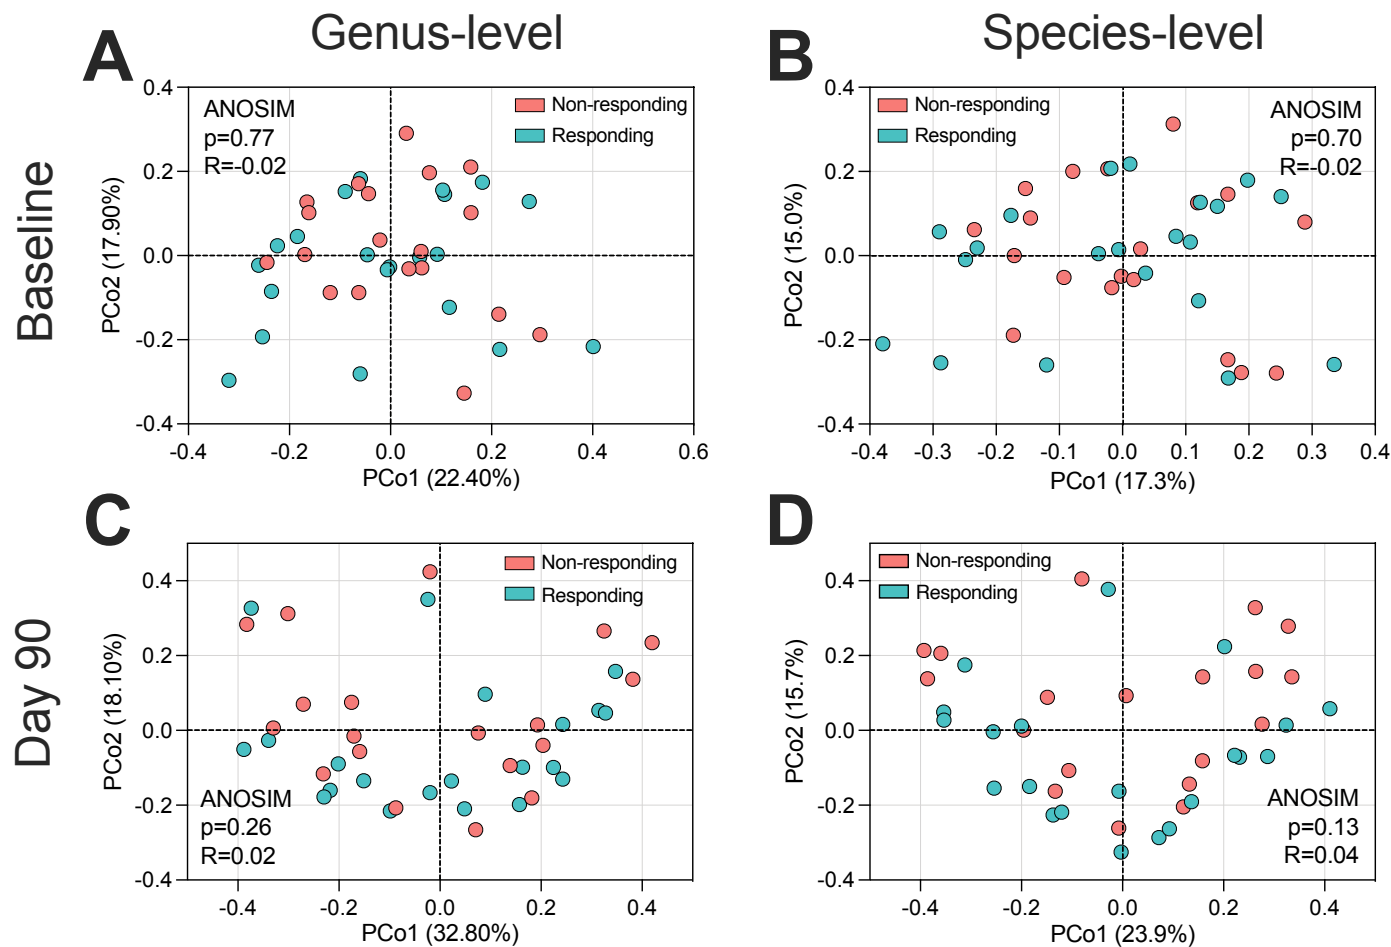 Genus-level
Species-level
Baseline
Day 90
A
ANOSIM
p=0.77
R=-0.02
Non-responding
Responding
0.4
0.2
0.0
-0.2
-0.4
PCo2 (17.90%)
-0.4
-0.2
0.0
0.2
0.4
0.6
PCo1 (22.40%)
B
Non-responding
Responding
ANOSIM
p=0.70
R=-0.02
0.4
0.2
0.0
-0.2
-0.4
PCo2 (15.0%)
-0.4
-0.3
-0.2
-0.1
0.0
0.1
0.2
0.3
0.4
PCo1 (17.3%)
C
Non-responding
Responding
ANOSIM
p=0.26
R=0.02
0.4
0.2
0.0
-0.2
-0.4
PCo2 (18.10%)
-0.4
-0.2
0.0
0.2
0.4
PCo1 (32.80%)
D
Non-responding
Responding
ANOSIM
p=0.13
R=0.04
0.4
0.2
0.0
-0.2
-0.4
PCo2 (15.7%)
-0.4
-0.2
0.0
0.2
0.4
PCo1 (23.9%)